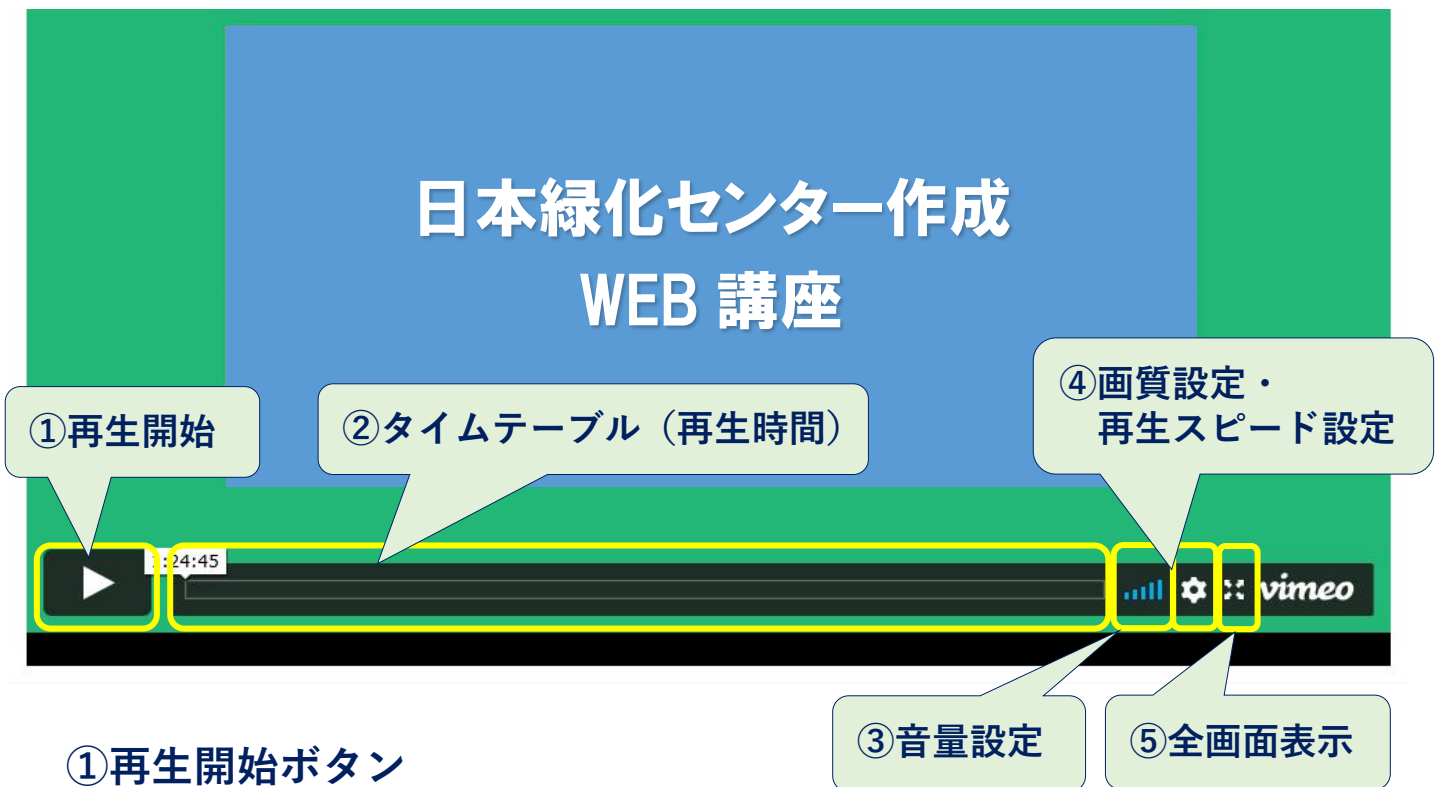 日本緑化センター作成
WEB 講座
①再生開始
②タイムテーブル（再生時間）
④画質設定・
再生スピード設定
:24:45
vimeo
③音量設定
⑤全画面表示
①再生開始ボタン